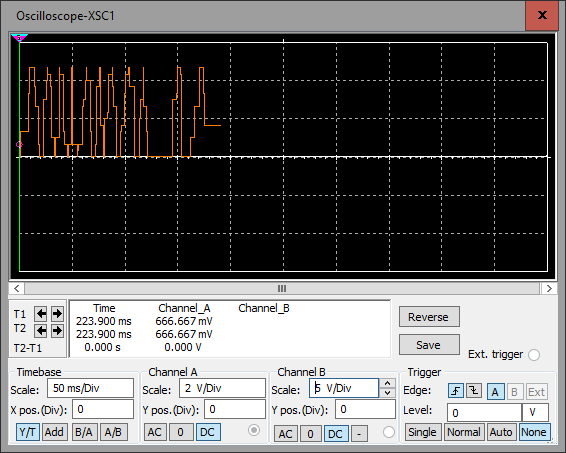 Oscilloscope-XSC1
Time Channel_A Channel_B
T1 223.900 ms 666.667 mV
T2 223.900 ms 666.667 mV
T2-T1 0.000 s 0.000 V
Reverse
Save
Ext. trigger
Timebase
Scale: 50 ms/Div
X pos.(Div): 0
Y/T Add B/A A/B
Channel A
Scale: 2 V/Div
Y pos.(Div): 0
AC 0 DC
Channel B
Scale: 5 V/Div
Y pos.(Div): 0
AC 0 DC -
Trigger
Edge: A B Ext
Level: 0 V
Single Normal Auto None